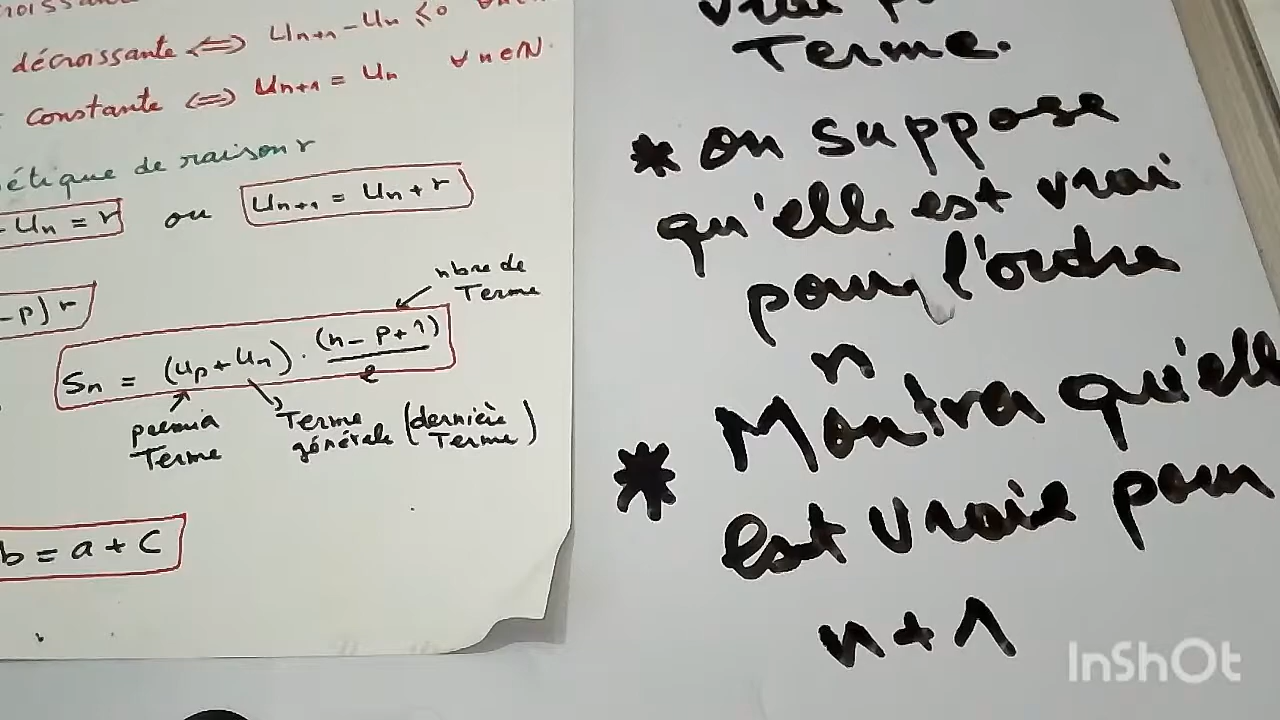 décroissante ⟺ Un+1 - Un ⩽ 0
constante ⟺ Un+1 = Un ∀ n ∈ N
étique de raison r
- Un = r ou Un+1 = Un + r
- p) r
nbre de
Terme
Sn = (Up + Un) . (n - p + 1) / 2
premier
Terme
Terme
générale (dernière
Terme)
b = a + c
Terme.
* on suppose
qu'elle est vrai
pour l'ordre
n
* Montrer qu'elle
est vraie pour
n + 1
InShOt